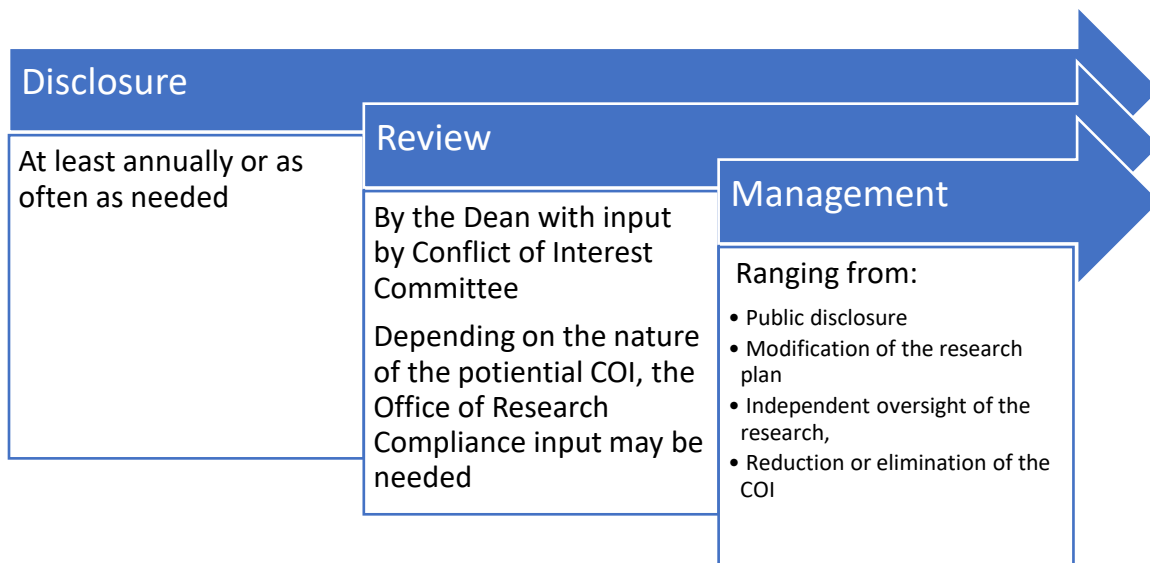 Disclosure
At least annually or as
often as needed
Review
By the Dean with input
by Conflict of Interest
Committee
Depending on the nature
of the potiential COI, the
Office of Research
Compliance input may be
needed
Management
Ranging from:
• Public disclosure
• Modification of the research
plan
• Independent oversight of the
research,
• Reduction or elimination of the
COI